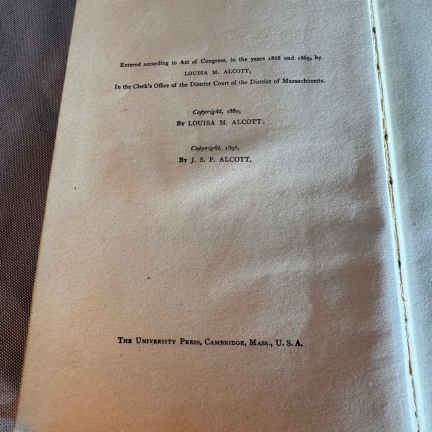 Entered according to Act of Congress, in the years 1868 and 1869, by
LOUISA M. ALCOTT,
In the Clerk's Office of the District Court of the District of Massachusetts.
Copyright, 1880,
By LOUISA M. ALCOTT;
Copyright, 1896,
By J. S. P. ALCOTT.
The University Press, Cambridge, Mass., U. S. A.